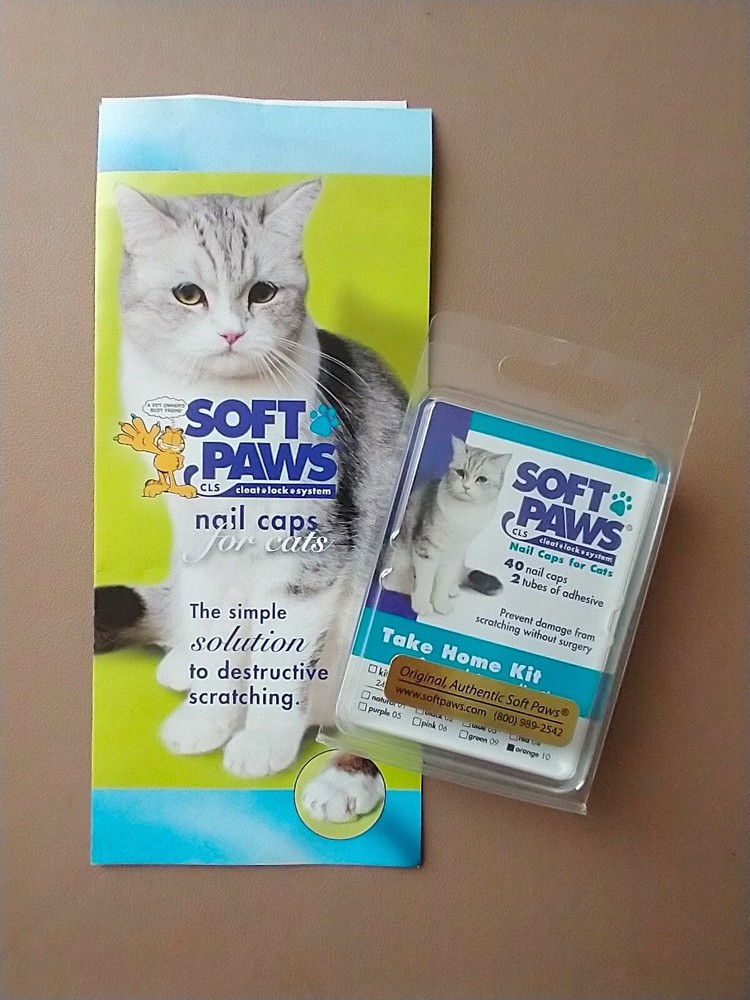 A PET OWNER'S
BEST FRIEND
SOFT
PAWS
CLS cleat•lock•system
nail caps
for cats
The simple
solution
to destructive
scratching.
SOFT
PAWS®
CLS cleat•lock•system
Nail Caps for Cats
40 nail caps
2 tubes of adhesive
Prevent damage from
scratching without surgery
Take Home Kit
Original, Authentic Soft Paws®
www.softpaws.com (800) 989-2542
purple 05
pink 06
green 09
orange 10